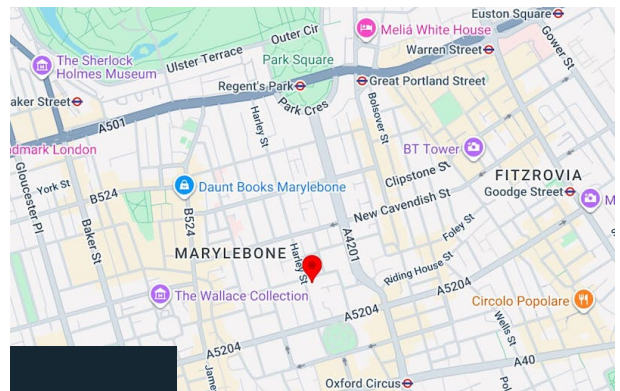 Euston Square
Outer Cir
Meliá White House
Gower St
Ulster Terrace
Warren Street
The Sherlock
Holmes Museum
Park Square
Regent's Park
Great Portland Street
aker Street
Park Cres
Bolsover St
A501
Harley St
BT Tower
ndmark London
Clipstone St
FITZROVIA
York St
B524
Daunt Books Marylebone
Goodge Street
M
Gloucester Pl
New Cavendish St
B524
Baker St
A4201
Foley St
MARYLEBONE
Harley St
Riding House St
The Wallace Collection
A5204
Circolo Popolare
A5204
Wells St
A5204
Jame
A40
Oxford Circus